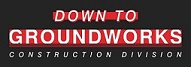 DOWN TO
GROUNDWORKS
CONSTRUCTION DIVISION